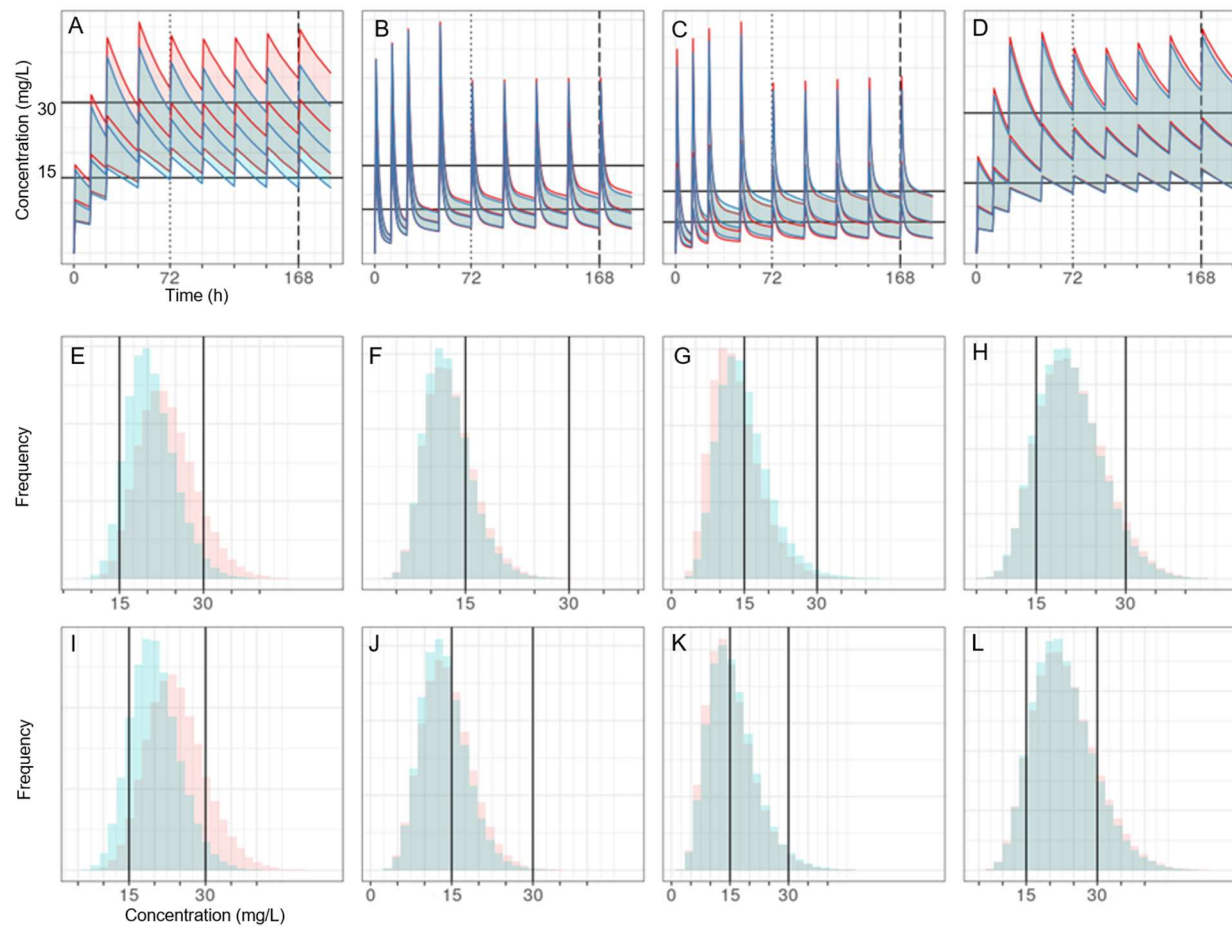 A B C D
Concentration (mg/L)
30
15
0 72 168 0 72 168 0 72 168 0 72 168
Time (h)
E F G H
Frequency
15 30 15 30 0 15 30 15 30
I J K L
Frequency
15 30 0 15 30 0 15 30 15 30
Concentration (mg/L)